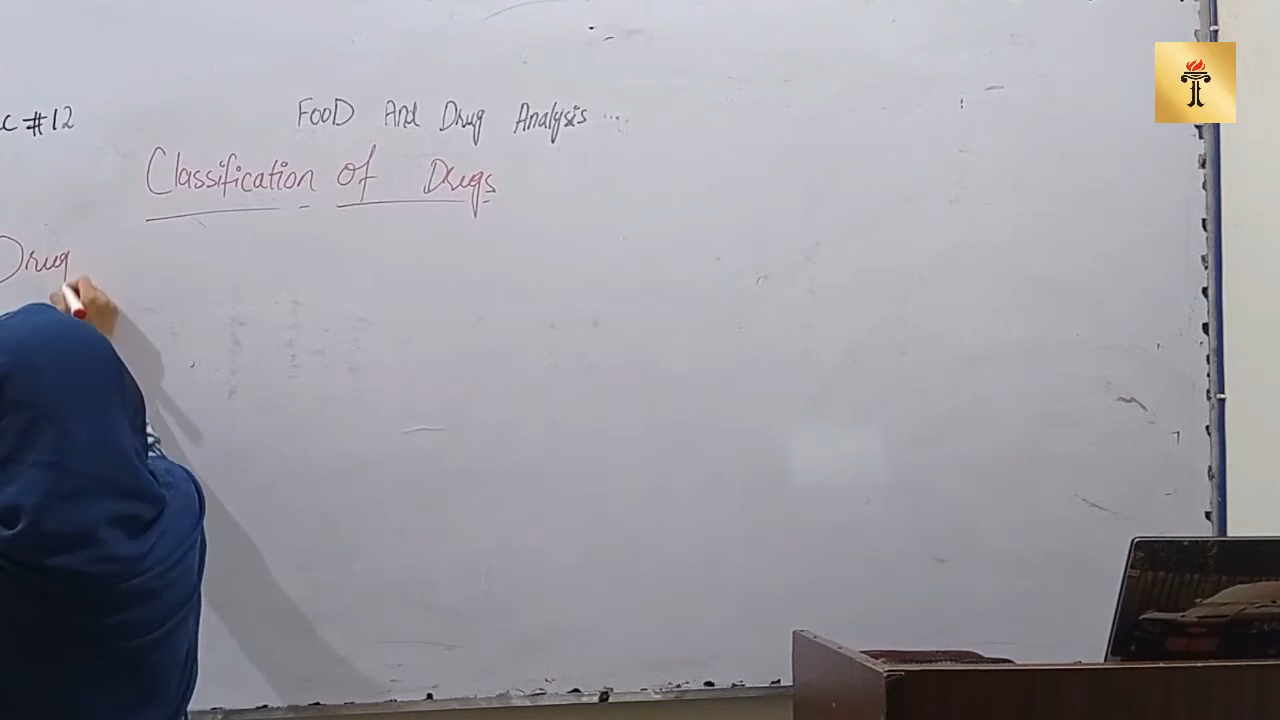 c #12 FooD And Drug Analysis ...
Classification of Drugs
Drug